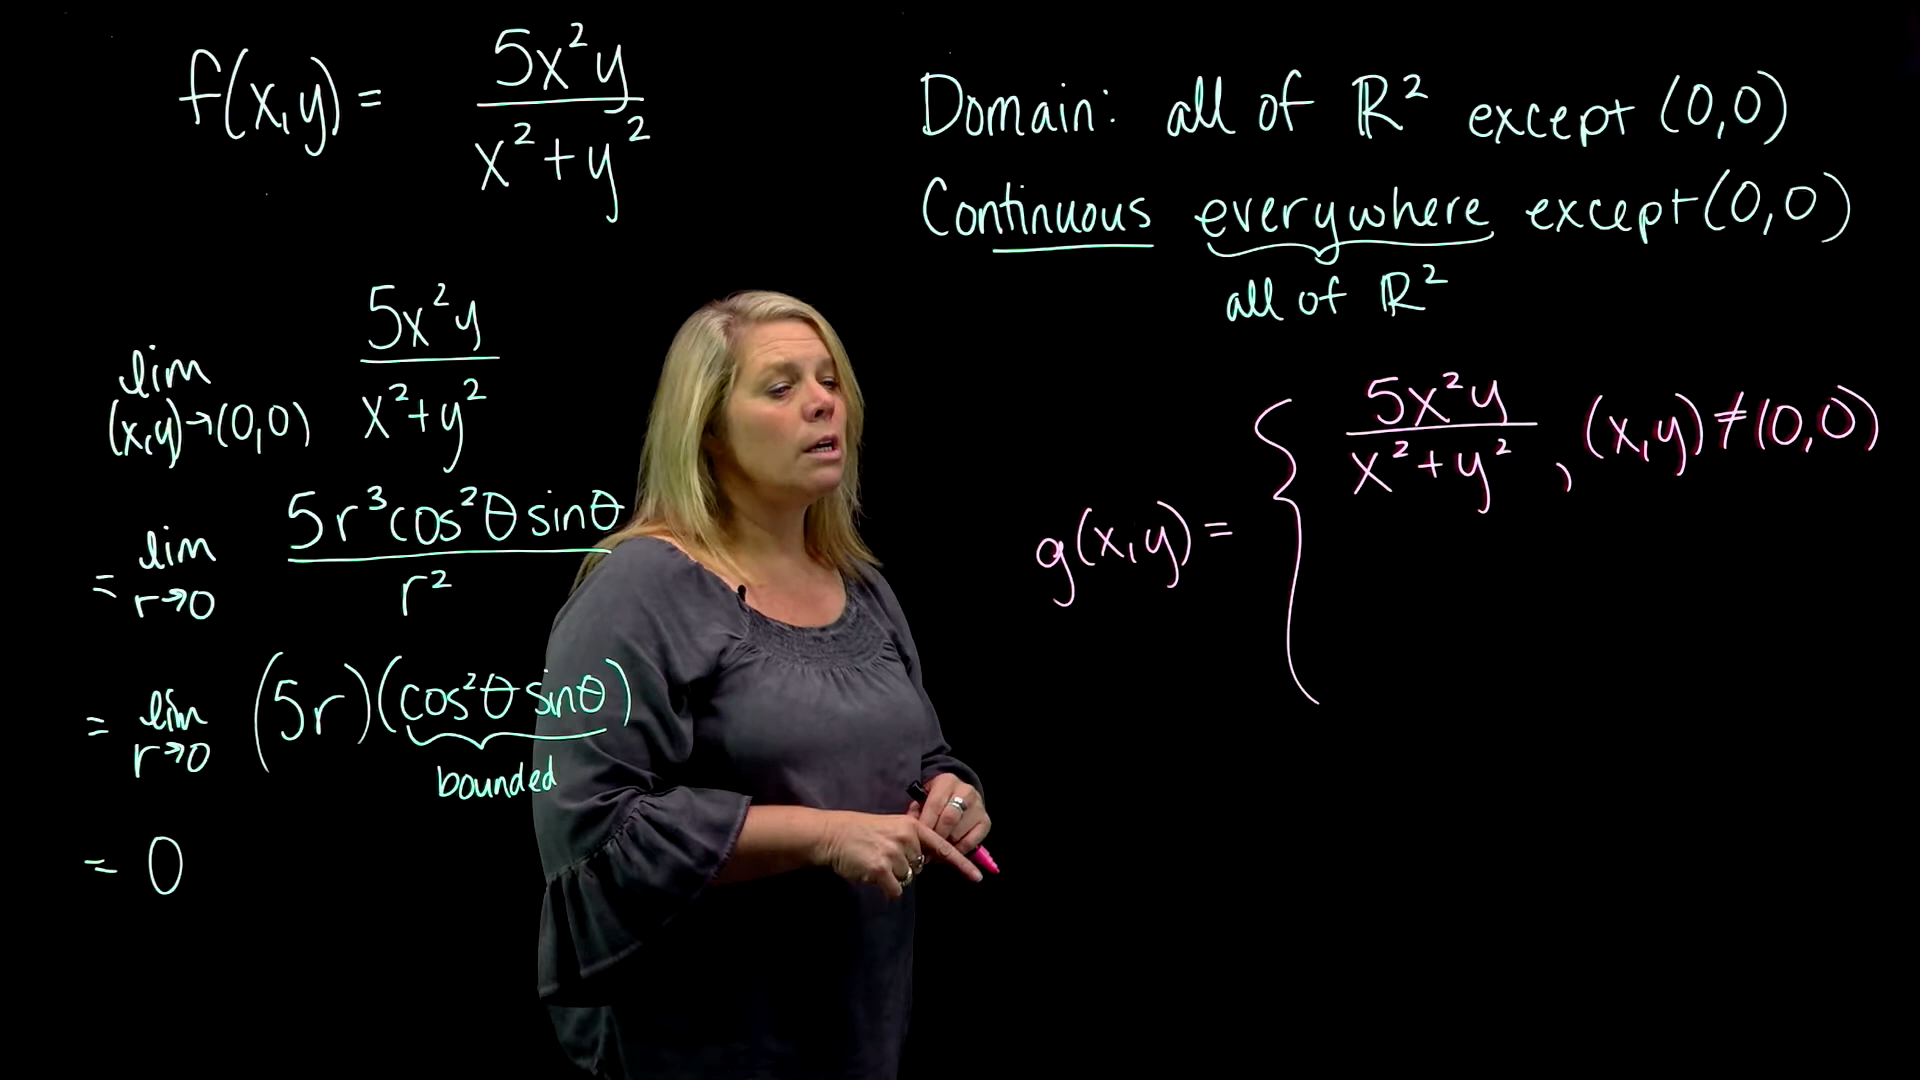 f(x,y) = 5x²y / x²+y²
lim (x,y)→(0,0) 5x²y / x²+y²
= lim r→0 5r³cos²θ sinθ / r²
= lim r→0 (5r)(cos²θ sinθ)
bounded
= 0
Domain: all of ℝ² except (0,0)
Continuous everywhere except (0,0)
all of ℝ²
g(x,y) = { 5x²y / x²+y² , (x,y) ≠ (0,0)